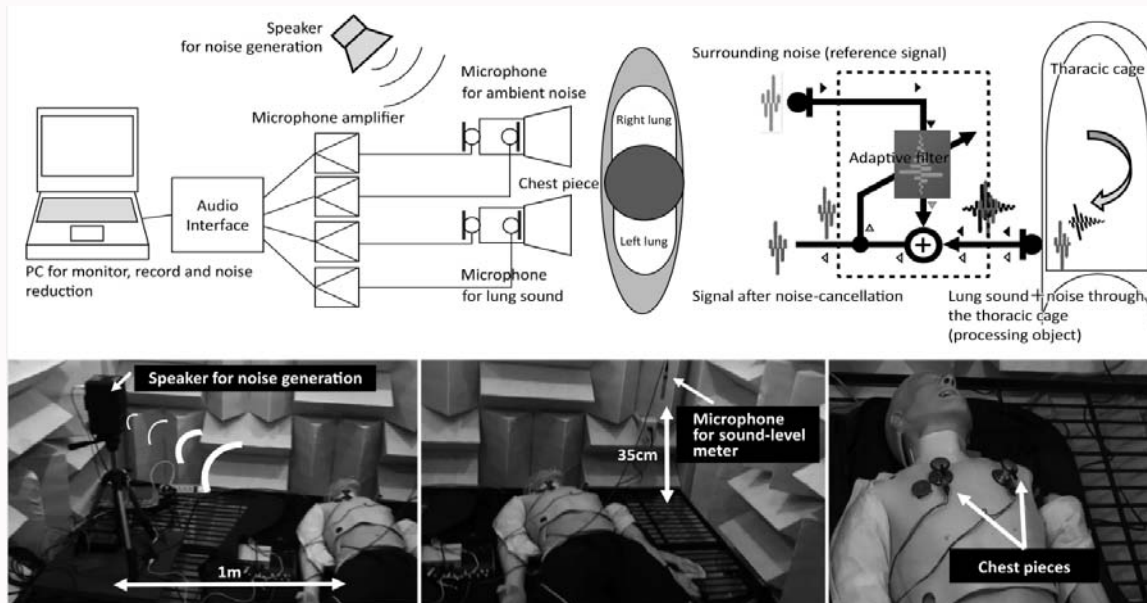 Speaker
for noise generation
Microphone
for ambient noise
Microphone amplifier
Right lung
Chest piece
Audio
Interface
Left lung
PC for monitor, record and noise
reduction
Microphone
for lung sound
Surrounding noise (reference signal)
Tharacic cage
Adaptive filter
+
Signal after noise-cancellation
Lung sound + noise through
the thoracic cage
(processing object)
Speaker for noise generation
1m
Microphone
for sound-level
meter
35cm
Chest pieces